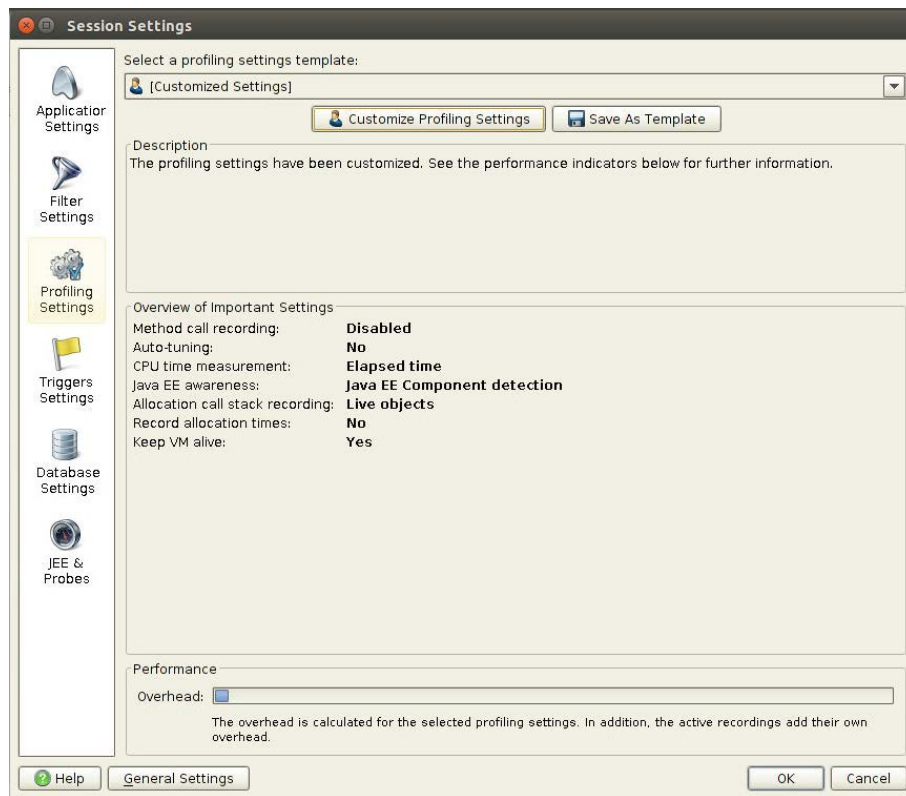 Session Settings
Select a profiling settings template:
[Customized Settings]
Customize Profiling Settings
Save As Template
Application
Settings
Filter
Settings
Profiling
Settings
Triggers
Settings
Database
Settings
JEE &
Probes
Description
The profiling settings have been customized. See the performance indicators below for further information.
Overview of Important Settings
Method call recording: Disabled
Auto-tuning: No
CPU time measurement: Elapsed time
Java EE awareness: Java EE Component detection
Allocation call stack recording: Live objects
Record allocation times: No
Keep VM alive: Yes
Performance
Overhead:
The overhead is calculated for the selected profiling settings. In addition, the active recordings add their own
overhead.
Help
General Settings
OK
Cancel